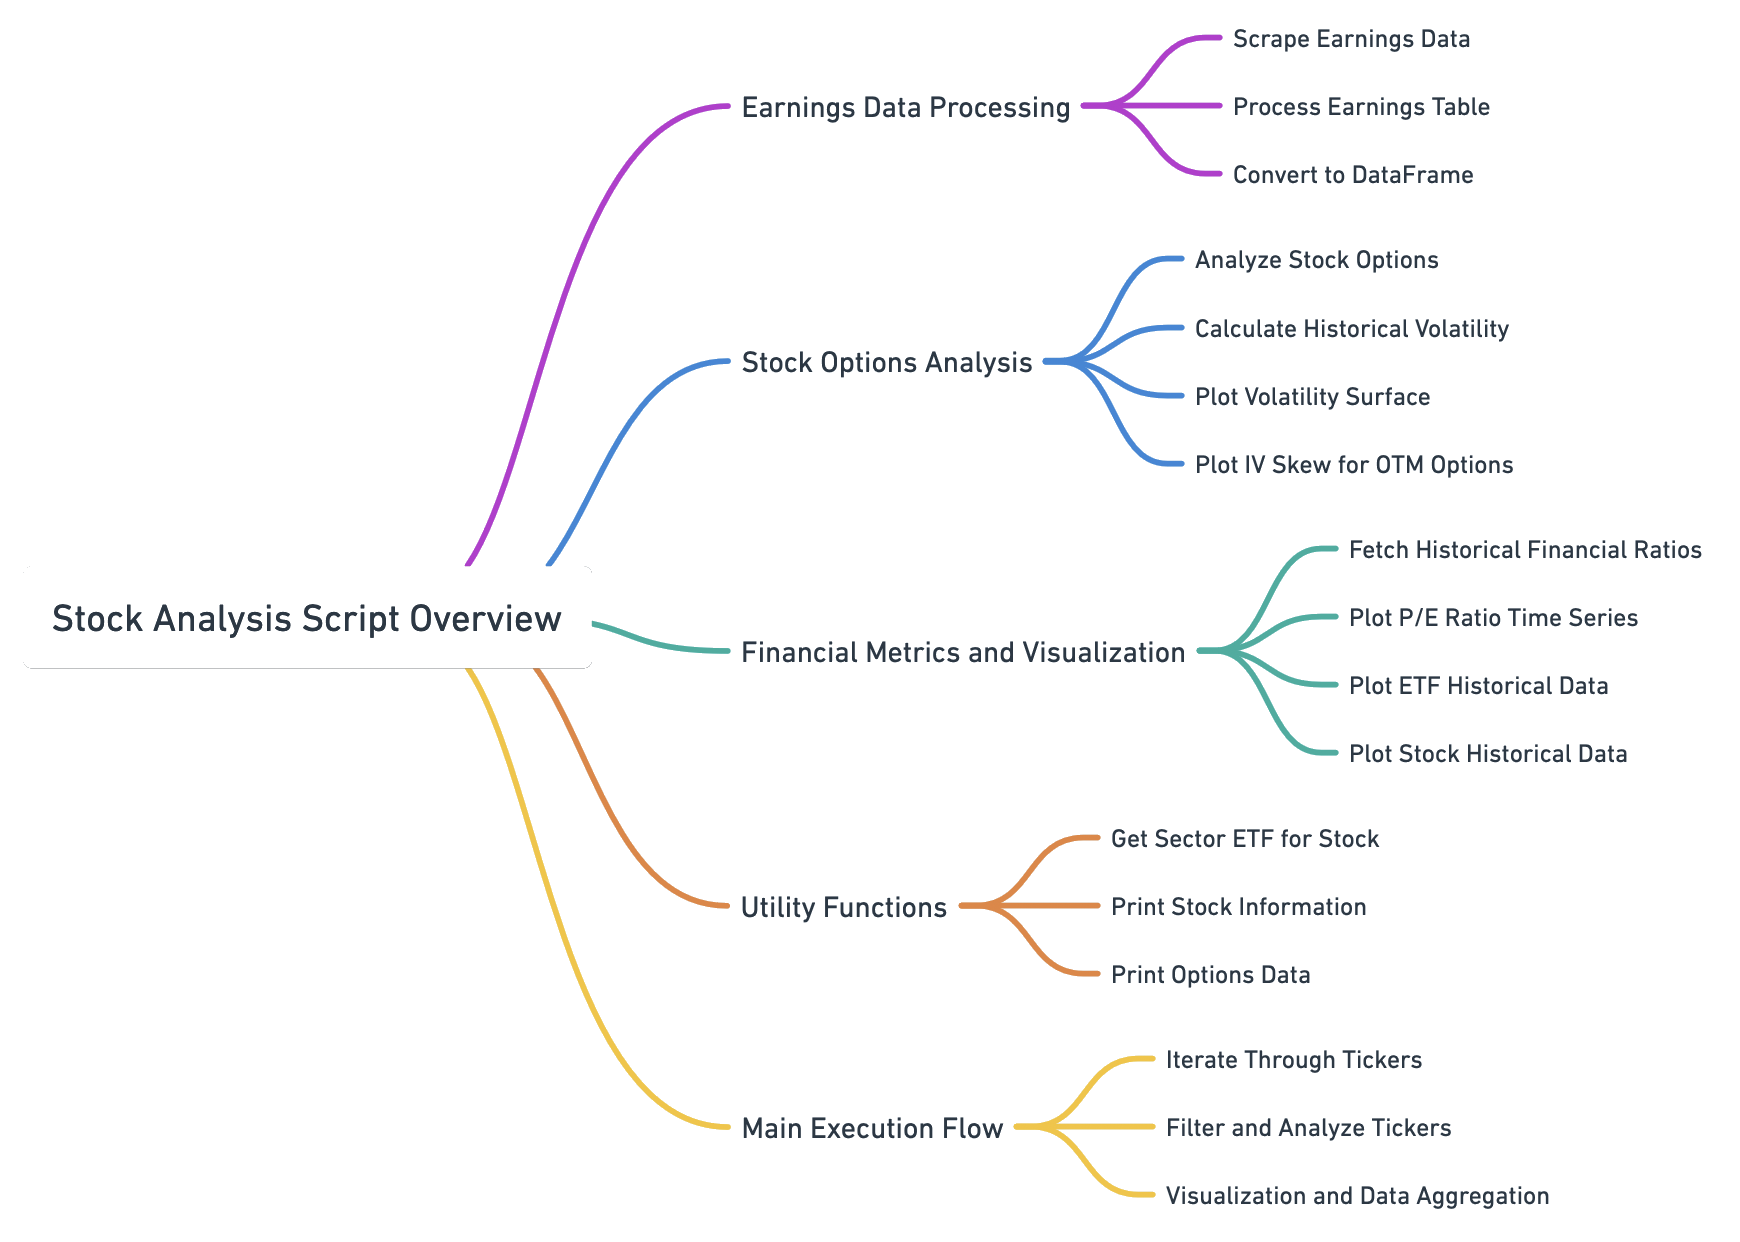 Stock Analysis Script Overview
Earnings Data Processing
Scrape Earnings Data
Process Earnings Table
Convert to DataFrame
Stock Options Analysis
Analyze Stock Options
Calculate Historical Volatility
Plot Volatility Surface
Plot IV Skew for OTM Options
Financial Metrics and Visualization
Fetch Historical Financial Ratios
Plot P/E Ratio Time Series
Plot ETF Historical Data
Plot Stock Historical Data
Utility Functions
Get Sector ETF for Stock
Print Stock Information
Print Options Data
Main Execution Flow
Iterate Through Tickers
Filter and Analyze Tickers
Visualization and Data Aggregation